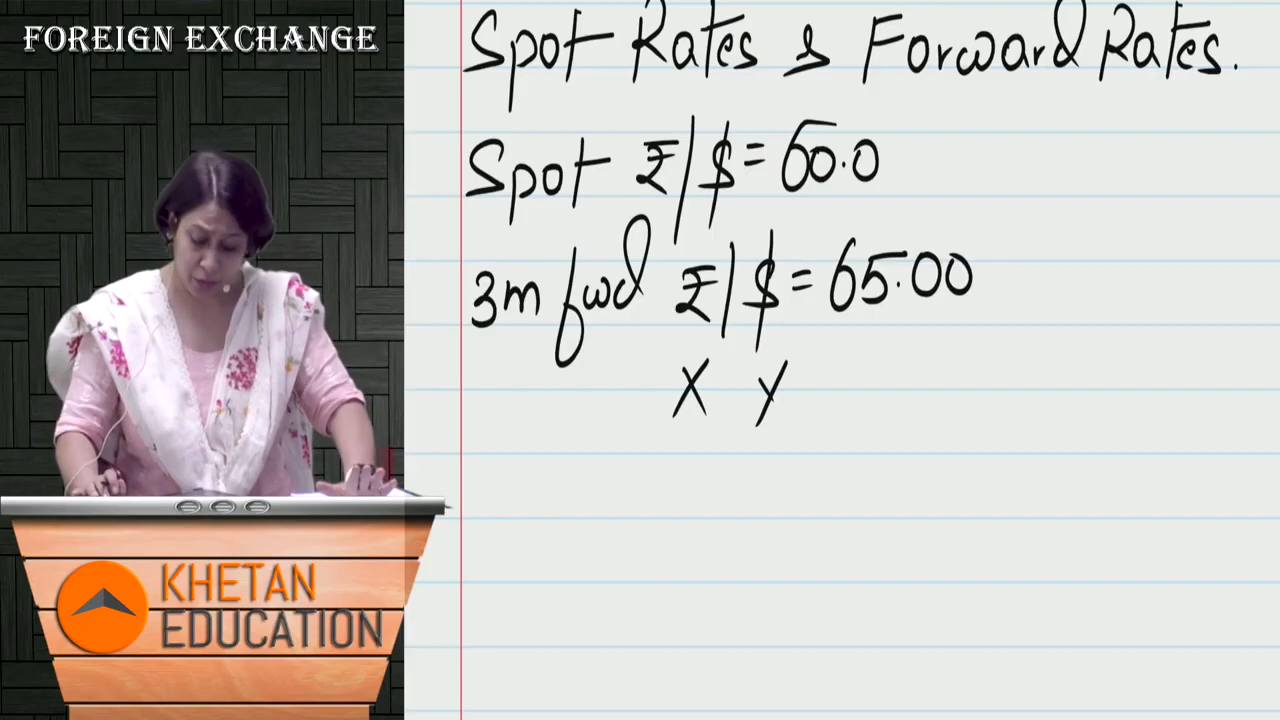 FOREIGN EXCHANGE
Spot Rates & Forward Rates.
Spot ₹/$ = 60.0
3m fwd ₹/$ = 65.00
X Y
KHETAN
EDUCATION